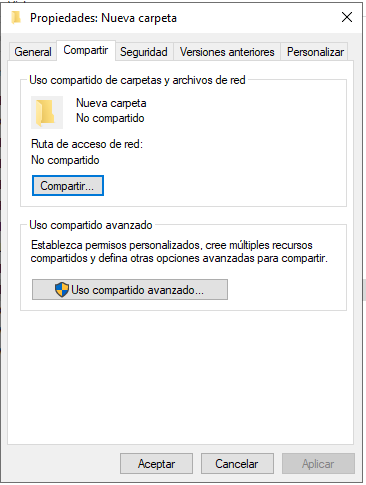 Propiedades: Nueva carpeta
General
Compartir
Seguridad
Versiones anteriores
Personalizar
Uso compartido de carpetas y archivos de red
Nueva carpeta
No compartido
Ruta de acceso de red:
No compartido
Compartir...
Uso compartido avanzado
Establezca permisos personalizados, cree múltiples recursos
compartidos y defina otras opciones avanzadas para compartir.
Uso compartido avanzado...
Aceptar
Cancelar
Aplicar